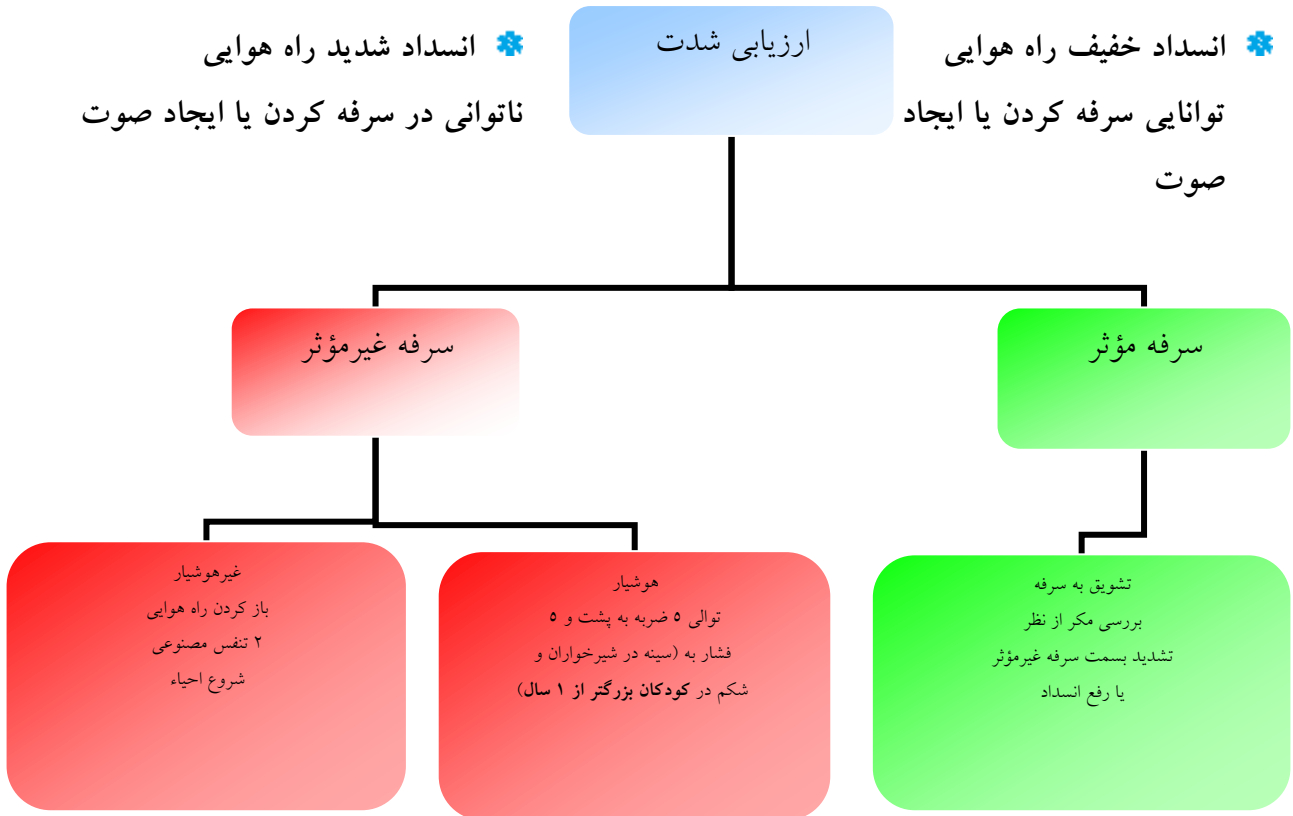 انسداد خفیف راه هوایی
توانایی سرفه کردن یا ایجاد
صوت
ارزیابی شدت
انسداد شدید راه هوایی
ناتوانی در سرفه کردن یا ایجاد صوت
سرفه مؤثر
سرفه غیرمؤثر
تشویق به سرفه
بررسی مکر از نظر
تشدید بسمت سرفه غیرمؤثر
یا رفع انسداد
هوشیار
توالی ۵ ضربه به پشت و ۵
فشار به (سینه در شیرخواران و
شکم در کودکان بزرگتر از ۱ سال)
غیرهوشیار
باز کردن راه هوایی
۲ تنفس مصنوعی
شروع احیاء